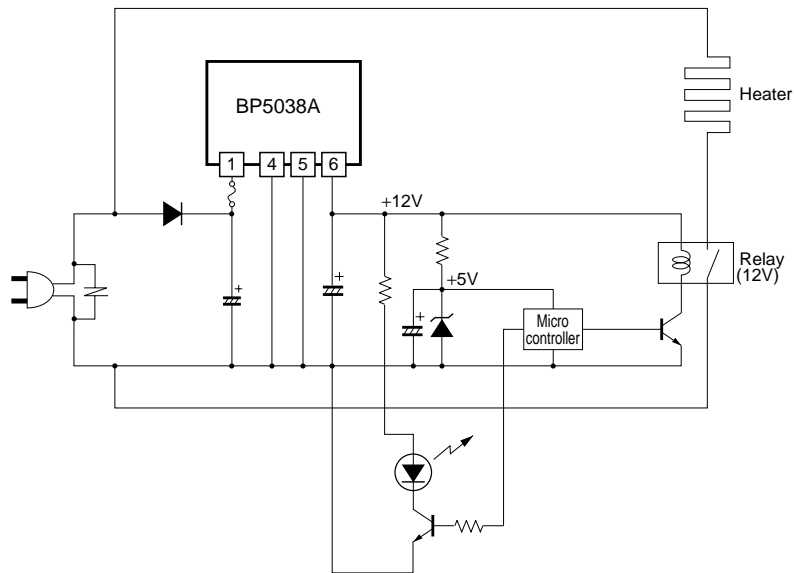 BP5038A
Heater
1
4
5
6
+12V
Relay
(12V)
+5V
+
+
+
Micro
controller